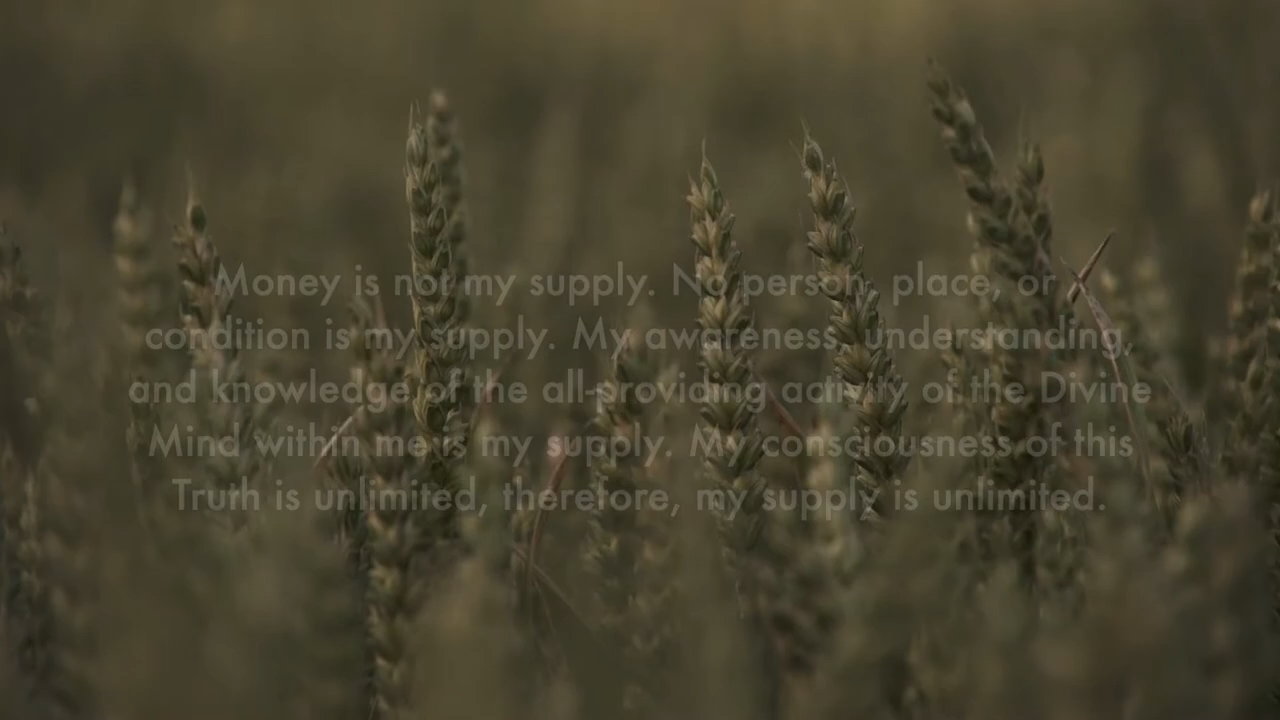 Money is not my supply. No person, place, or
condition is my supply. My awareness, understanding
and knowledge of the all-providing activity of the Divine
Mind within me is my supply. My consciousness of this
Truth is unlimited, therefore, my supply is unlimited.